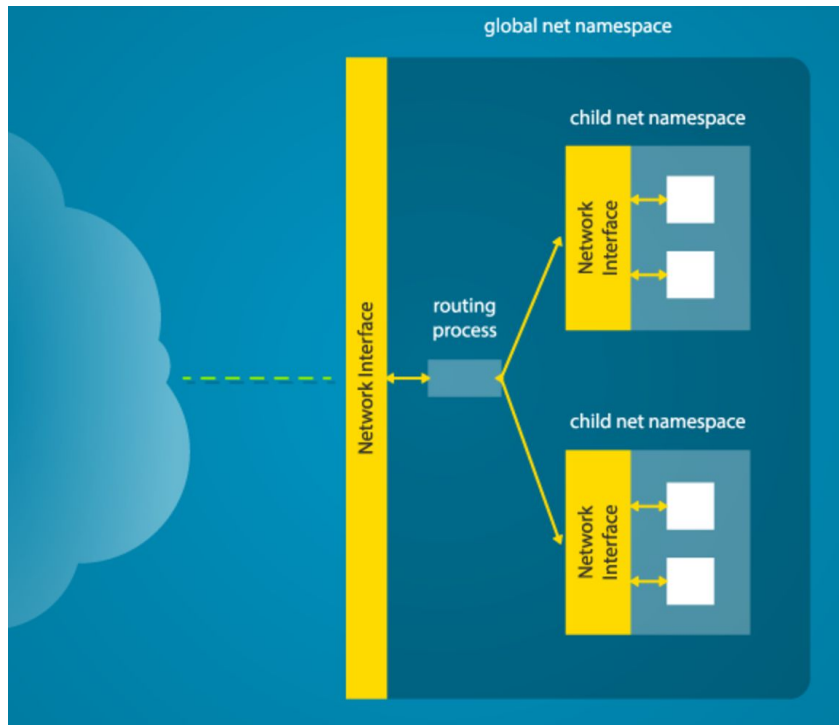 global net namespace
child net namespace
Network
Interface
routing
process
Network Interface
child net namespace
Network
Interface